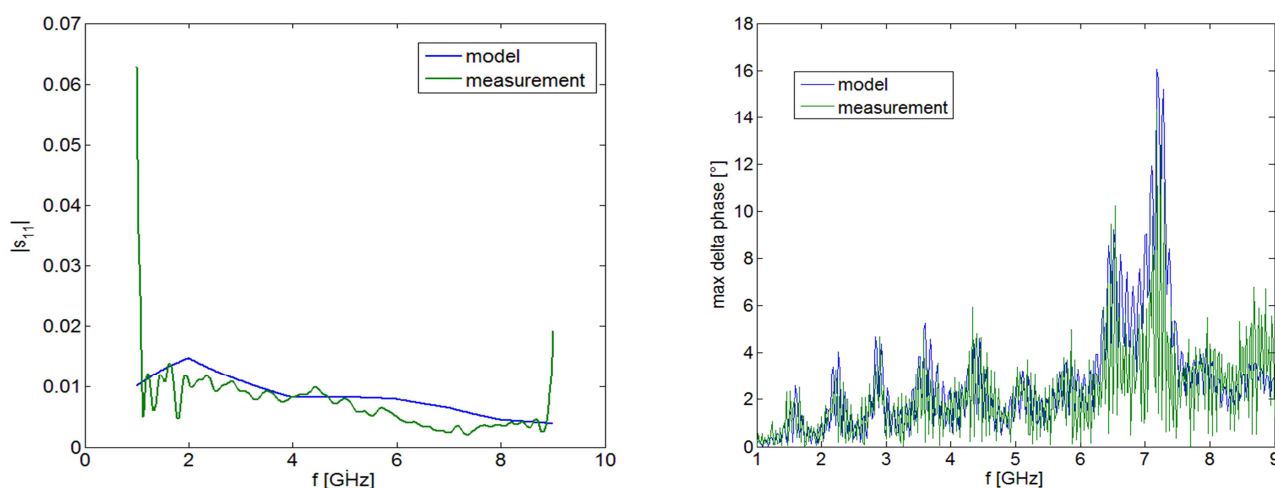 0.07
0.06
0.05
0.04
0.03
0.02
0.01
0
|s11|
model
measurement
0 2 4 6 8 10
f [GHz]
18
16
14
12
10
8
6
4
2
0
max delta phase [°]
model
measurement
1 2 3 4 5 6 7 8 9
f [GHz]